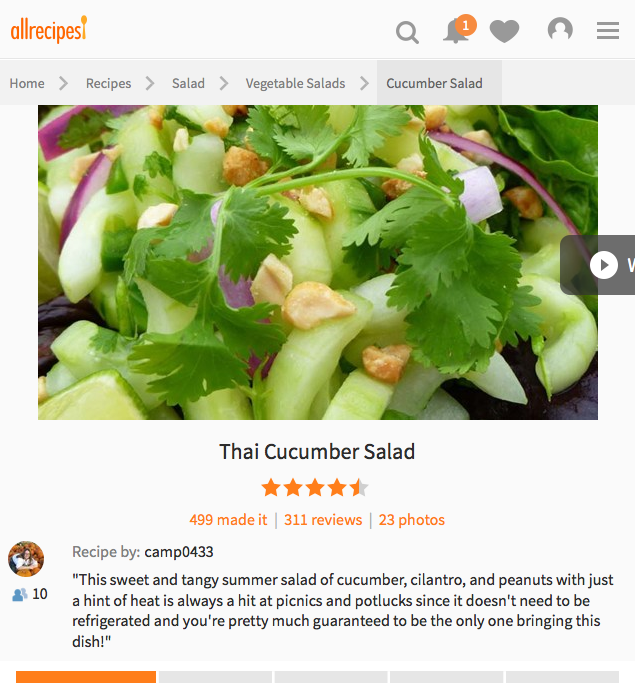 allrecipes
1
Home Recipes Salad Vegetable Salads Cucumber Salad
Thai Cucumber Salad
499 made it | 311 reviews | 23 photos
Recipe by: camp0433
10
"This sweet and tangy summer salad of cucumber, cilantro, and peanuts with just
a hint of heat is always a hit at picnics and potlucks since it doesn't need to be
refrigerated and you're pretty much guaranteed to be the only one bringing this
dish!"